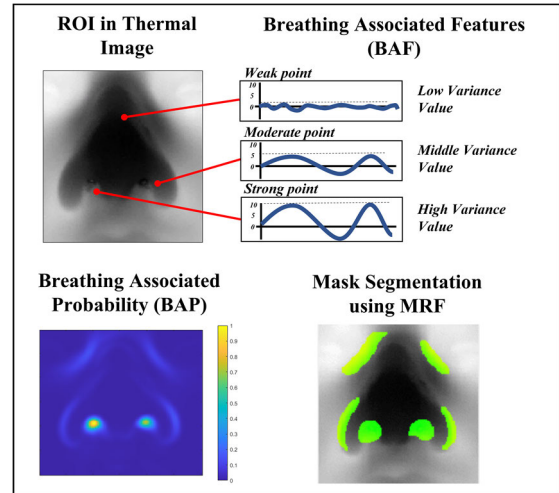 ROI in Thermal
Image
Breathing Associated Features
(BAF)
Weak point
10
5
0
Low Variance
Value
Moderate point
10
5
0
Middle Variance
Value
Strong point
10
5
0
High Variance
Value
Breathing Associated
Probability (BAP)
1
0.9
0.8
0.7
0.6
0.5
0.4
0.3
0.2
0.1
0
Mask Segmentation
using MRF